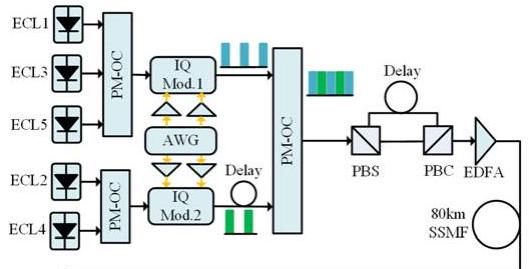 ECL1
ECL3
ECL5
PM-OC
IQ
Mod.1
AWG
ECL2
ECL4
PM-OC
IQ
Mod.2
Delay
PM-OC
Delay
PBS
PBC
EDFA
80km
SSMF